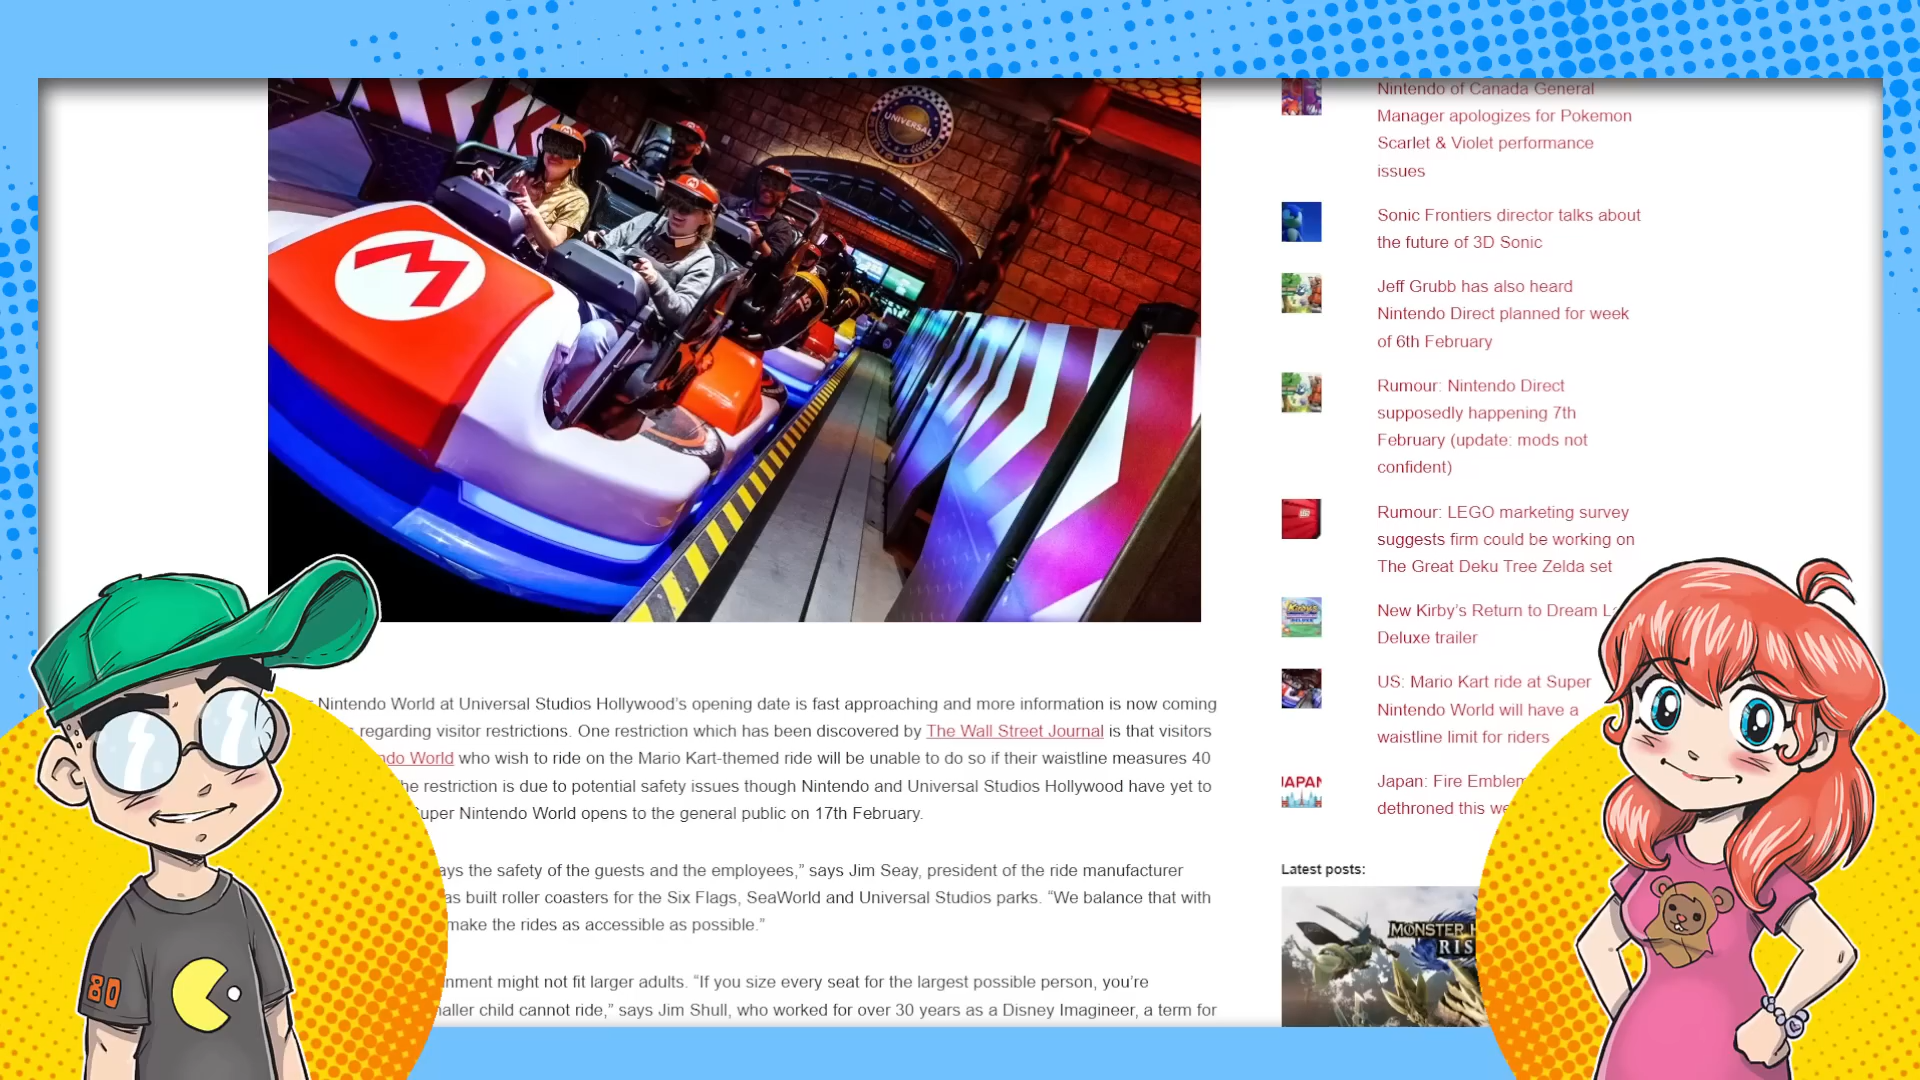 UNIVERSAL
MARIO KART
15
Nintendo World at Universal Studios Hollywood's opening date is fast approaching and more information is now coming
regarding visitor restrictions. One restriction which has been discovered by The Wall Street Journal is that visitors
World who wish to ride on the Mario Kart-themed ride will be unable to do so if their waistline measures 40
restriction is due to potential safety issues though Nintendo and Universal Studios Hollywood have yet to
Nintendo World opens to the general public on 17th February.
the safety of the guests and the employees,” says Jim Seay, president of the ride manufacturer
built roller coasters for the Six Flags, SeaWorld and Universal Studios parks. “We balance that with
make the rides as accessible as possible.”
might not fit larger adults. “If you size every seat for the largest possible person, you're
child cannot ride,” says Jim Shull, who worked for over 30 years as a Disney Imagineer, a term for
Nintendo of Canada General
Manager apologizes for Pokemon
Scarlet & Violet performance
issues
Sonic Frontiers director talks about
the future of 3D Sonic
Jeff Grubb has also heard
Nintendo Direct planned for week
of 6th February
Rumour: Nintendo Direct
supposedly happening 7th
February (update: mods not
confident)
Rumour: LEGO marketing survey
suggests firm could be working on
The Great Deku Tree Zelda set
New Kirby's Return to Dream
Deluxe trailer
US: Mario Kart ride at Super
Nintendo World will have a
waistline limit for riders
JAPAN
Japan: Fire Emblem
dethroned this
Latest posts:
MONSTER
80